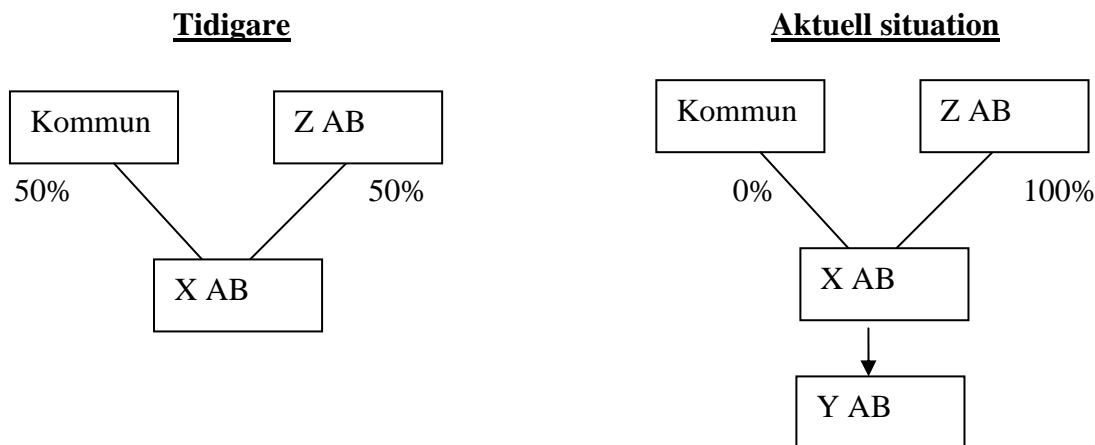 Tidigare
Aktuell situation
Kommun
Z AB
Kommun
Z AB
50%
50%
0%
100%
X AB
X AB
Y AB